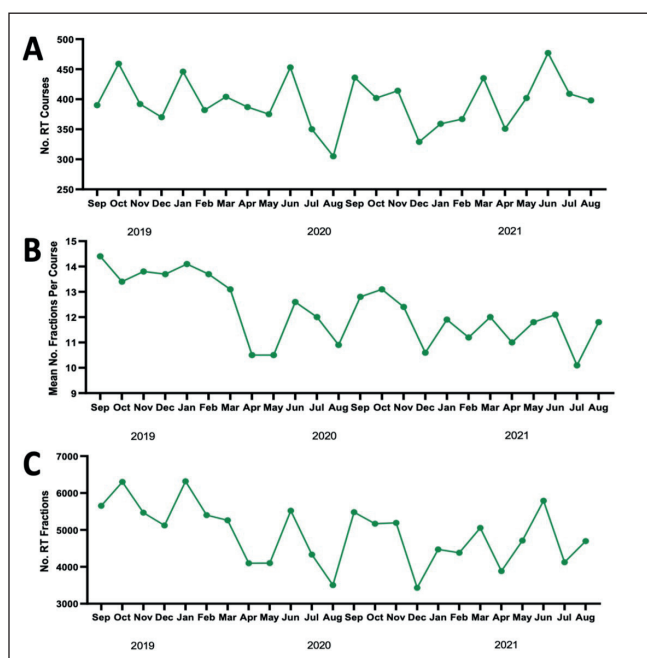 A
No. RT Courses
500
450
400
350
300
250
Sep Oct Nov Dec Jan Feb Mar Apr May Jun Jul Aug Sep Oct Nov Dec Jan Feb Mar Apr May Jun Jul Aug
2019 2020 2021
B
Mean No. Fractions Per Course
15
14
13
12
11
10
9
Sep Oct Nov Dec Jan Feb Mar Apr May Jun Jul Aug Sep Oct Nov Dec Jan Feb Mar Apr May Jun Jul Aug
2019 2020 2021
C
No. RT Fractions
7000
6000
5000
4000
3000
Sep Oct Nov Dec Jan Feb Mar Apr May Jun Jul Aug Sep Oct Nov Dec Jan Feb Mar Apr May Jun Jul Aug
2019 2020 2021